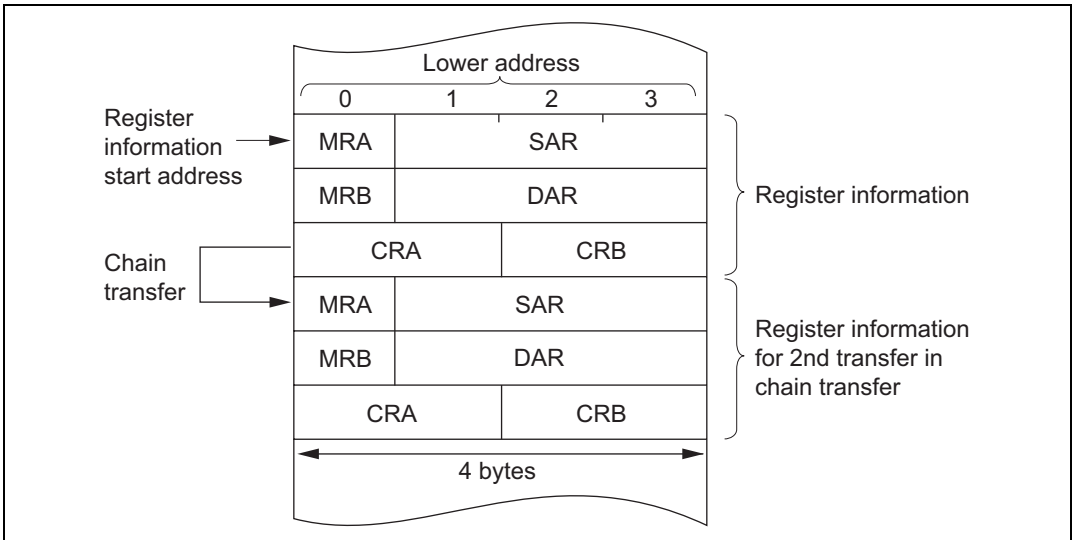 Lower address
0 1 2 3
Register
information
start address
MRA SAR
MRB DAR
Register information
CRA CRB
Chain
transfer
MRA SAR
MRB DAR
Register information
for 2nd transfer in
chain transfer
CRA CRB
4 bytes